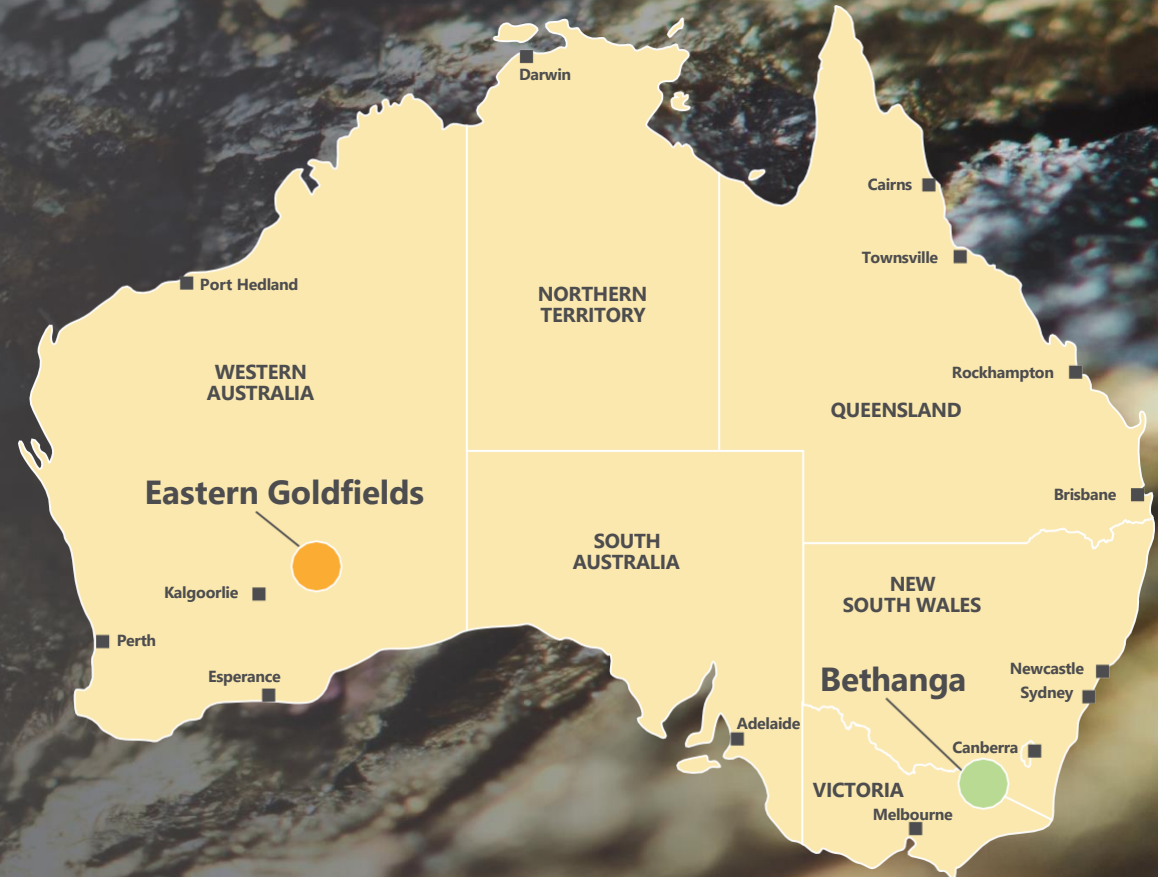 Darwin
Cairns
Townsville
Port Hedland
NORTHERN
TERRITORY
WESTERN
AUSTRALIA
Rockhampton
QUEENSLAND
Eastern Goldfields
Brisbane
SOUTH
AUSTRALIA
NEW
SOUTH WALES
Kalgoorlie
Perth
Esperance
Bethanga
Newcastle
Sydney
Adelaide
Canberra
VICTORIA
Melbourne